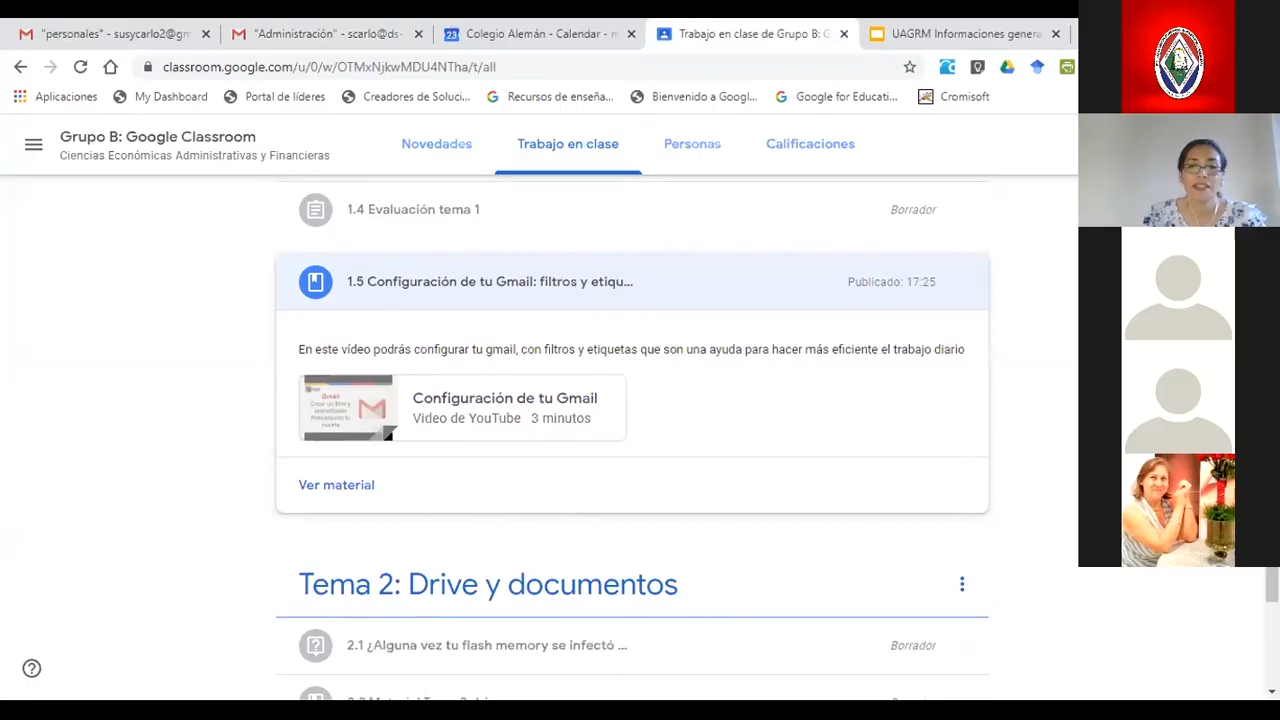 "personales" - susycarlo2@gm
"Administración" - scarlo@ds-
23
Colegio Alemán - Calendar - m
Trabajo en clase de Grupo B: G
UAGRM Informaciones genera
classroom.google.com/u/0/w/OTMxNjkwMDU4NTha/t/all
Aplicaciones
My Dashboard
Portal de líderes
Creadores de Soluci...
Recursos de enseña...
Bienvenido a Googl...
Google for Educati...
Cromisoft
Grupo B: Google Classroom
Ciencias Económicas Administrativas y Financieras
Novedades
Trabajo en clase
Personas
Calificaciones
1.4 Evaluación tema 1
Borrador
1.5 Configuración de tu Gmail: filtros y etiqu...
Publicado: 17:25
En este vídeo podrás configurar tu gmail, con filtros y etiquetas que son una ayuda para hacer más eficiente el trabajo diario
Gmail
Configuración de tu Gmail
Video de YouTube 3 minutos
Ver material
Tema 2: Drive y documentos
2.1 ¿Alguna vez tu flash memory se infectó ...
Borrador